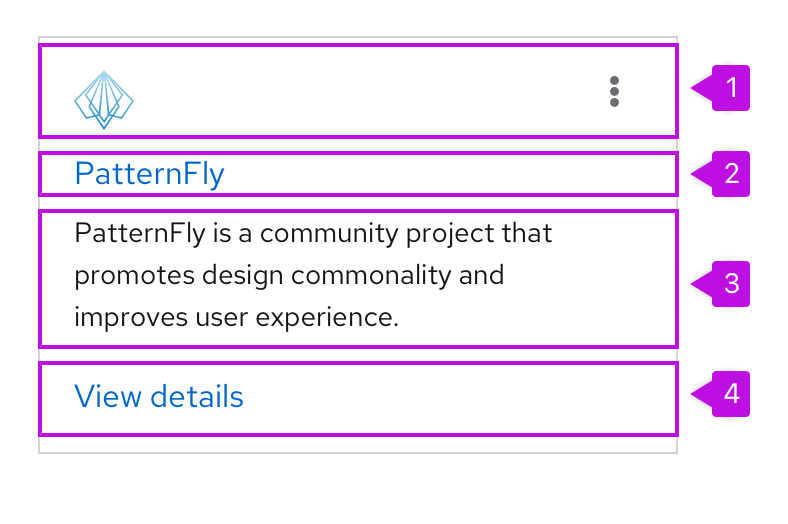 1
PatternFly
2
PatternFly is a community project that
promotes design commonality and
improves user experience.
3
View details
4